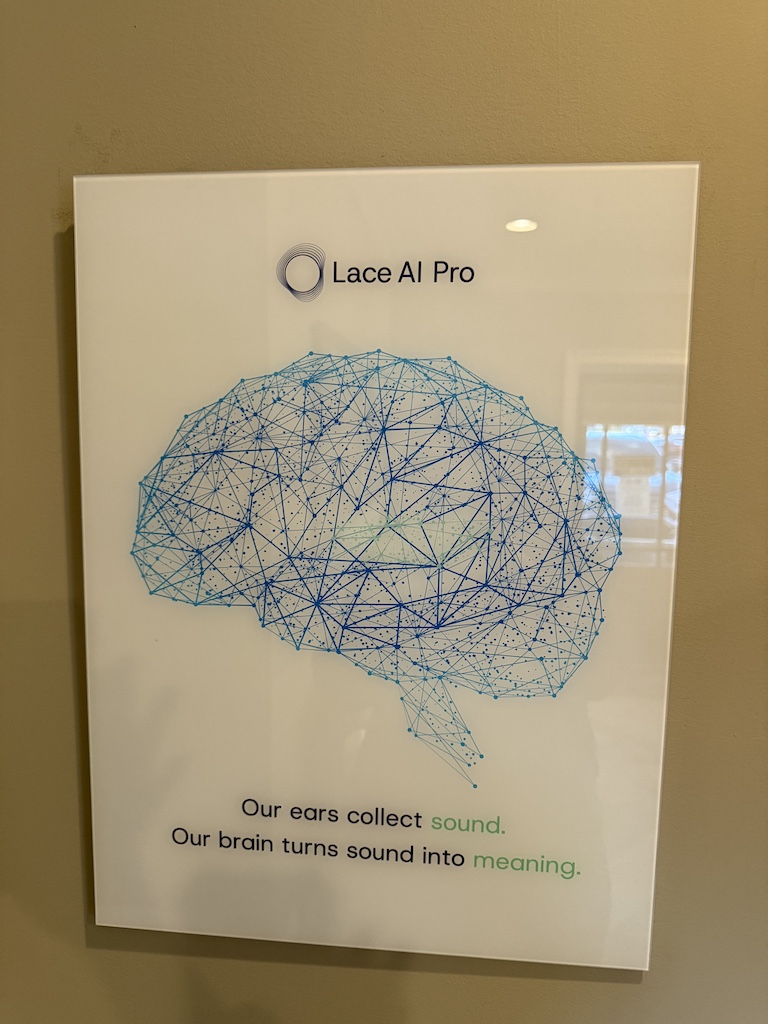 Lace AI Pro
Our ears collect sound.
Our brain turns sound into meaning.